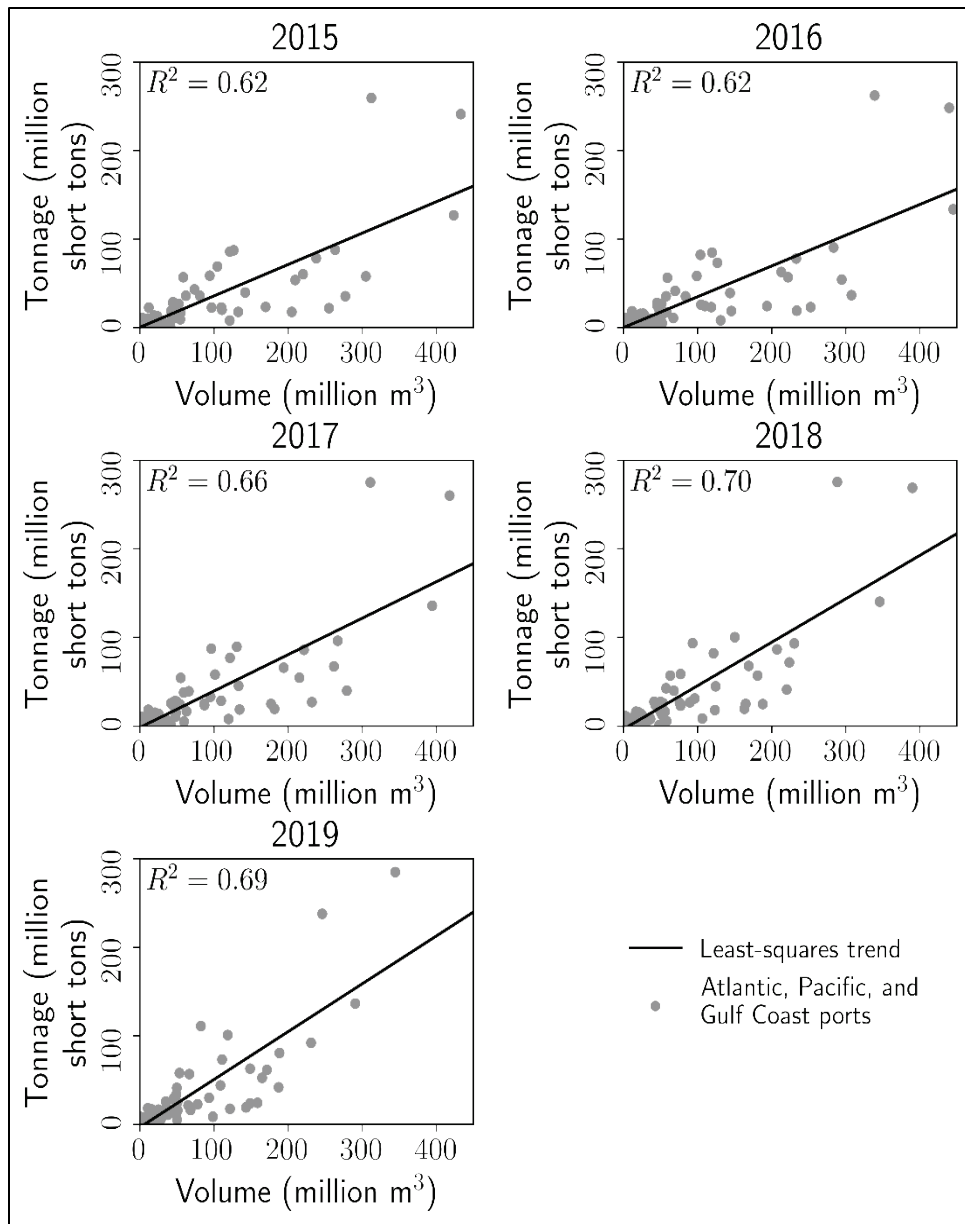 2015
R² = 0.62
Tonnage (million
short tons)
0
100
200
300
0
100
200
300
400
Volume (million m³)
2016
R² = 0.62
Tonnage (million
short tons)
0
100
200
300
0
100
200
300
400
Volume (million m³)
2017
R² = 0.66
Tonnage (million
short tons)
0
100
200
300
0
100
200
300
400
Volume (million m³)
2018
R² = 0.70
Tonnage (million
short tons)
0
100
200
300
0
100
200
300
400
Volume (million m³)
2019
R² = 0.69
Tonnage (million
short tons)
0
100
200
300
0
100
200
300
400
Volume (million m³)
Least-squares trend
Atlantic, Pacific, and
Gulf Coast ports